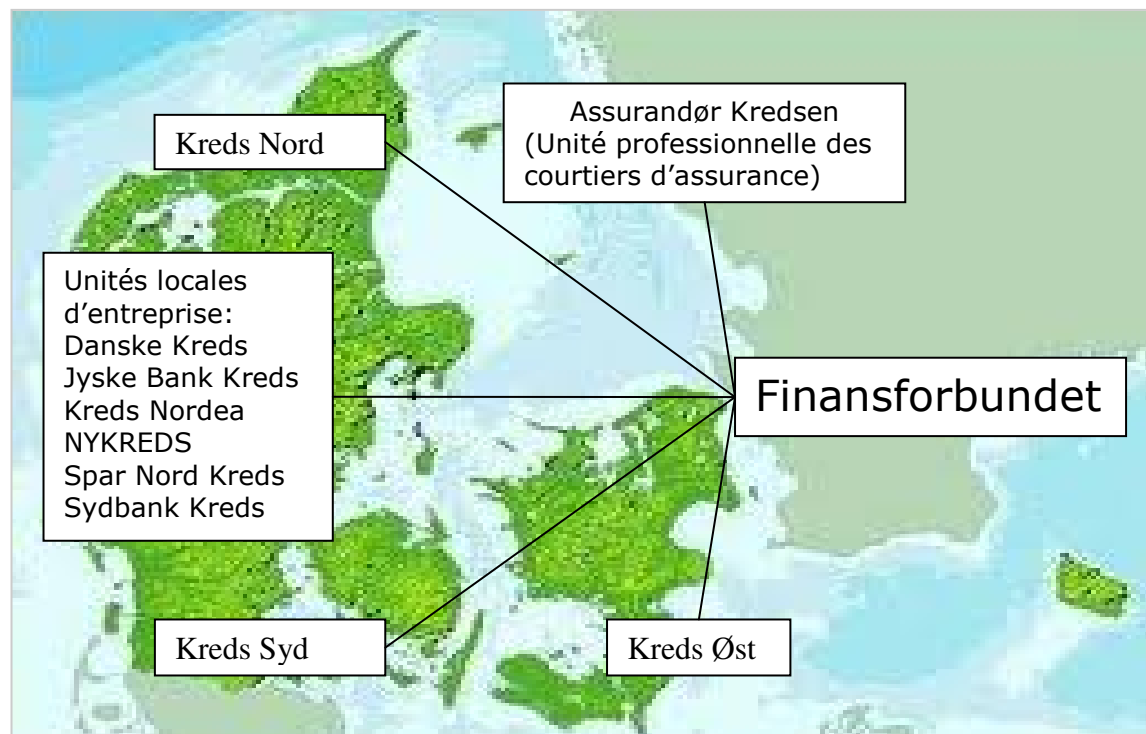 Kreds Nord
Assurandør Kredsen
(Unité professionnelle des
courtiers d’assurance)
Unités locales
d’entreprise:
Danske Kreds
Jyske Bank Kreds
Kreds Nordea
NYKREDS
Spar Nord Kreds
Sydbank Kreds
Finansforbundet
Kreds Syd
Kreds Øst